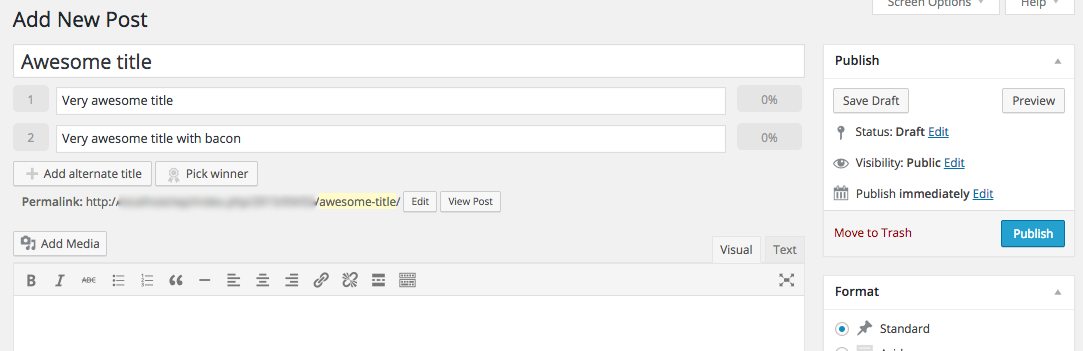 Screen Options Help
Add New Post
Awesome title
1 Very awesome title 0%
2 Very awesome title with bacon 0%
Add alternate title Pick winner
Permalink: http:/ /awesome-title/ Edit View Post
Add Media
Visual Text
B I ABC
Publish
Save Draft Preview
Status: Draft Edit
Visibility: Public Edit
Publish immediately Edit
Move to Trash Publish
Format
Standard